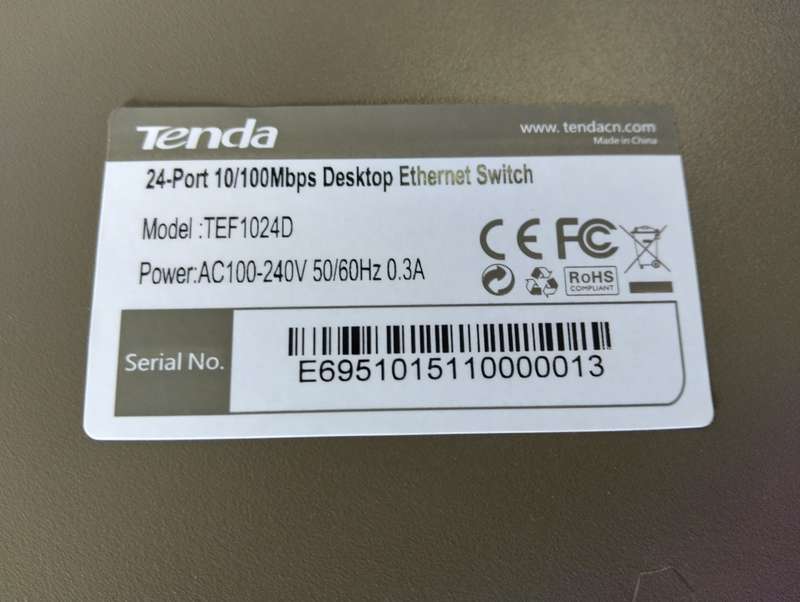 Tenda
www. tendacn.com
Made in China
24-Port 10/100Mbps Desktop Ethernet Switch
Model :TEF1024D
Power:AC100-240V 50/60Hz 0.3A
CE FC
RoHS
COMPLIANT
Serial No.
E6951015110000013